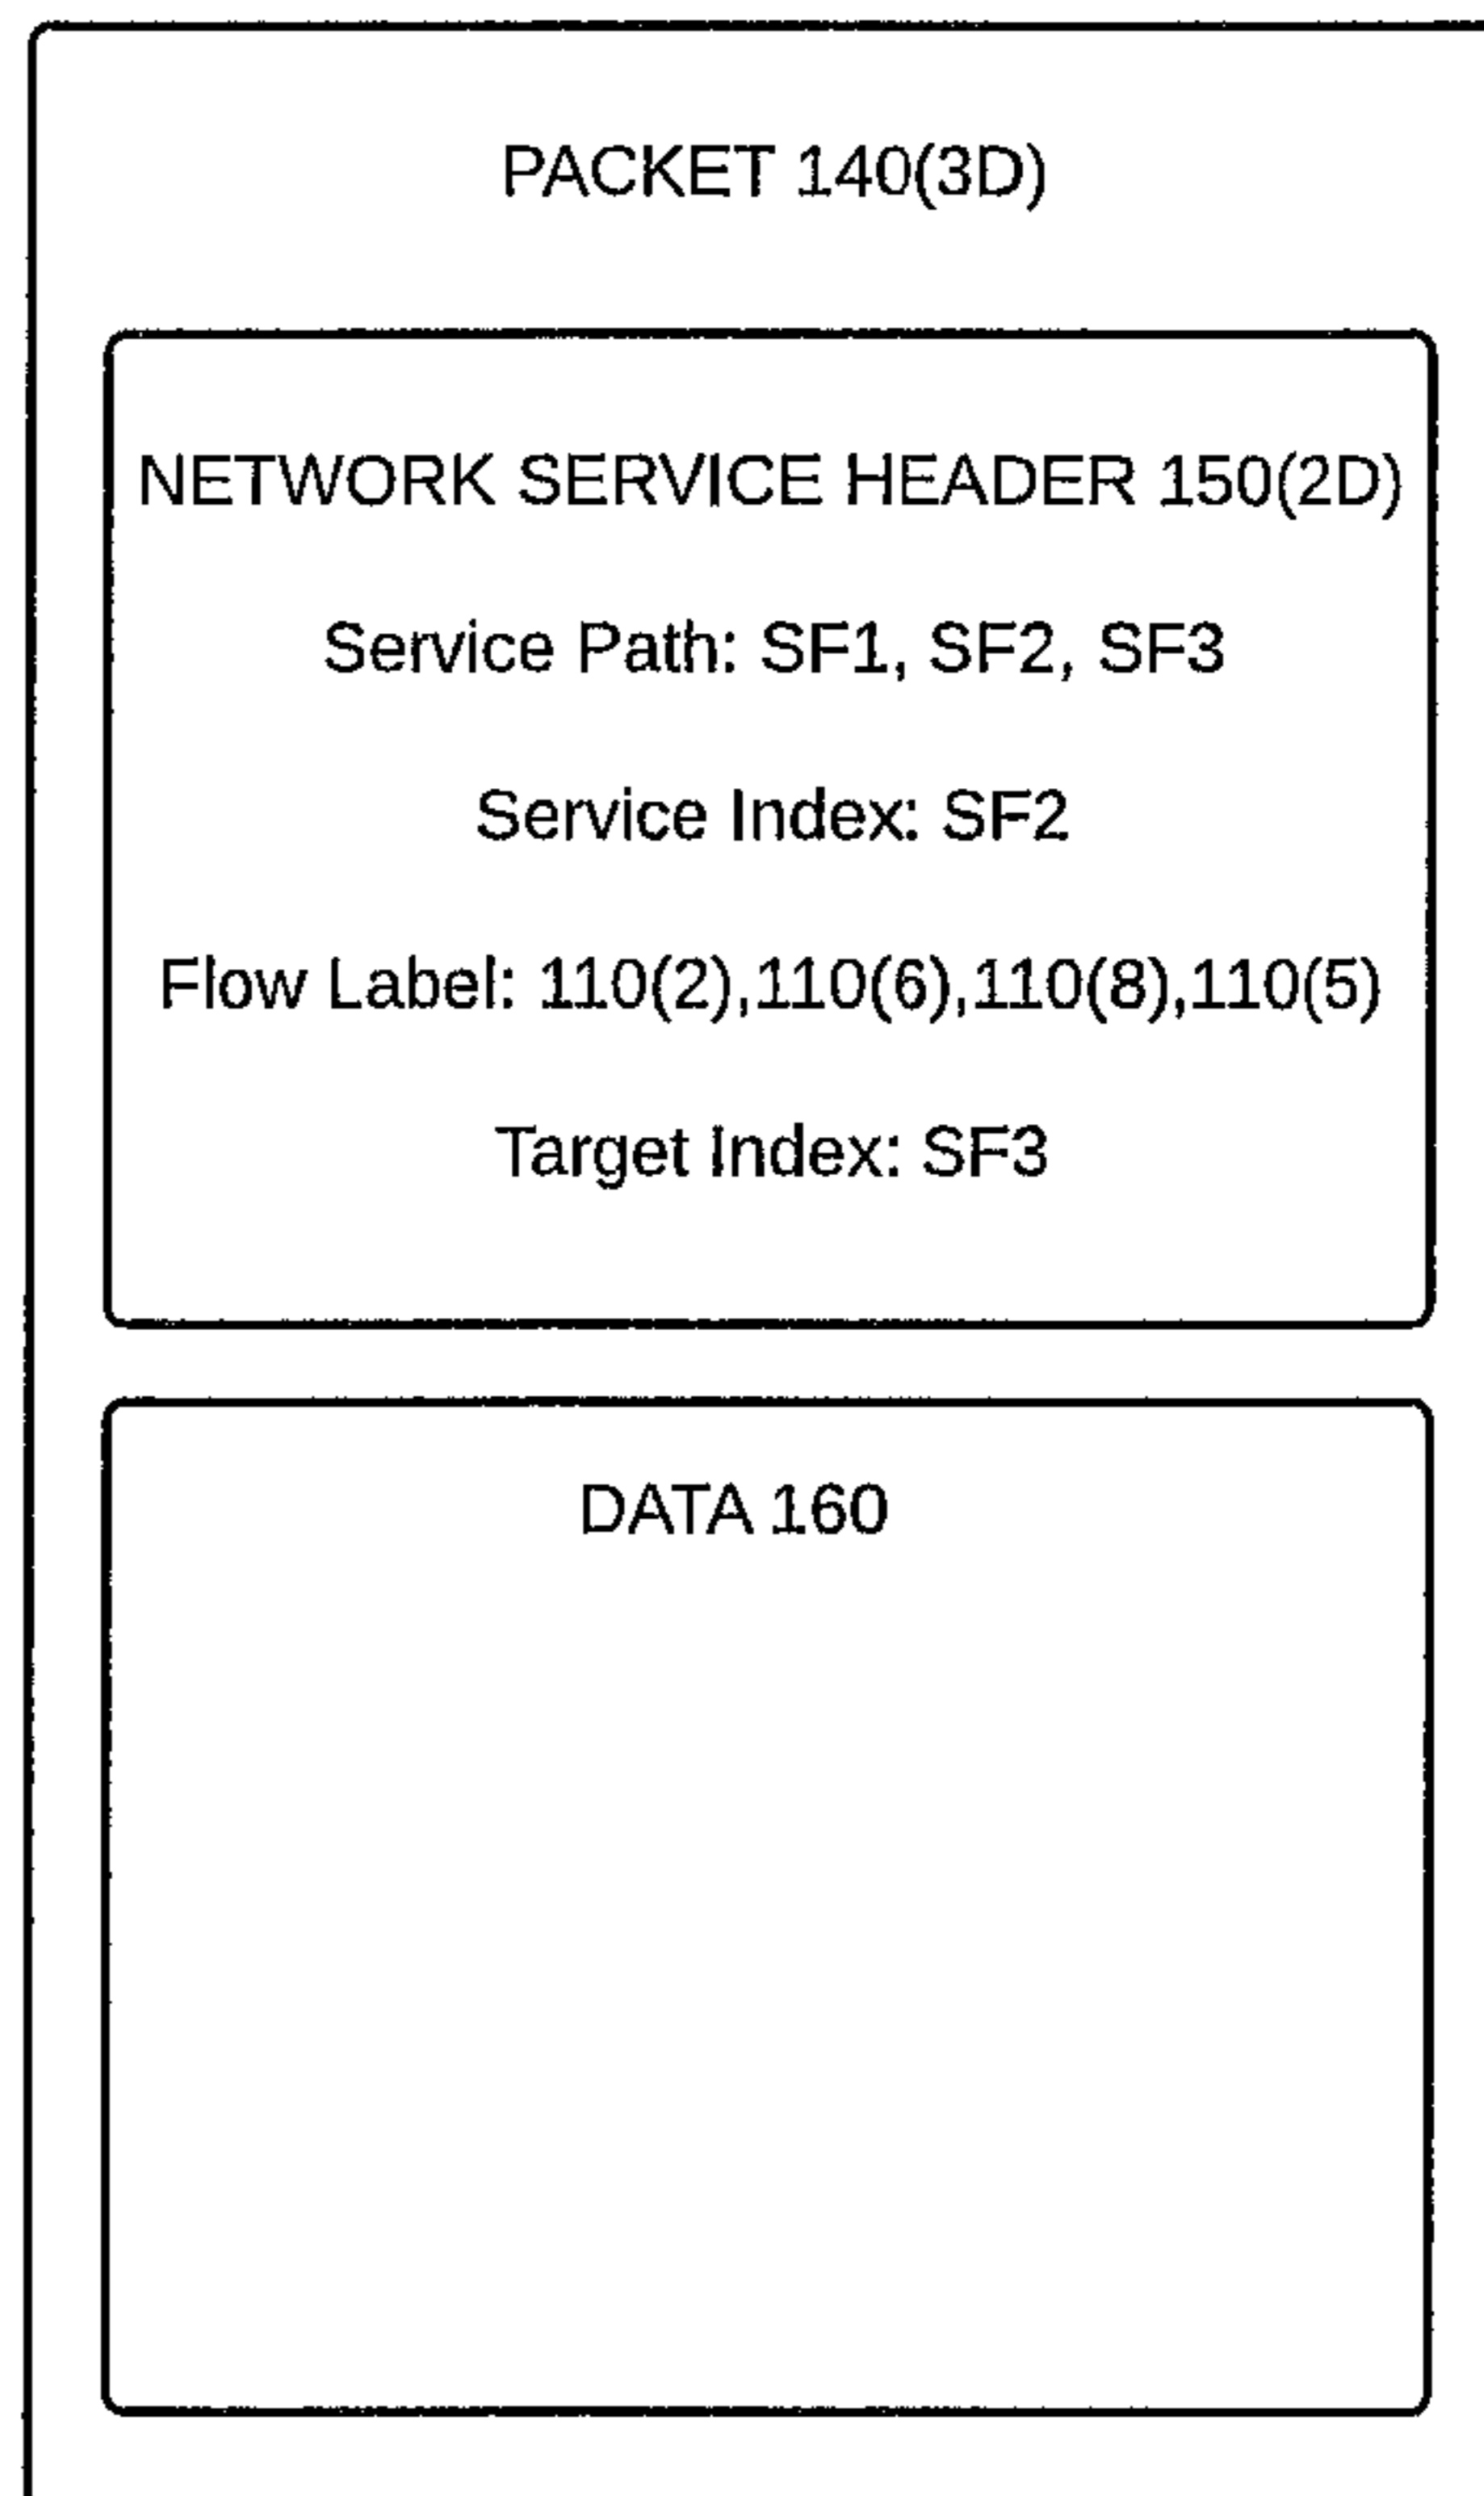 PACKET 140(3D)
NETWORK SERVICE HEADER 150(2D)
Service Path: SF1, SF2, SF3
Service Index: SF2
Flow Label: 110(2),110(6),110(8),110(5)
Target Index: SF3
DATA 160